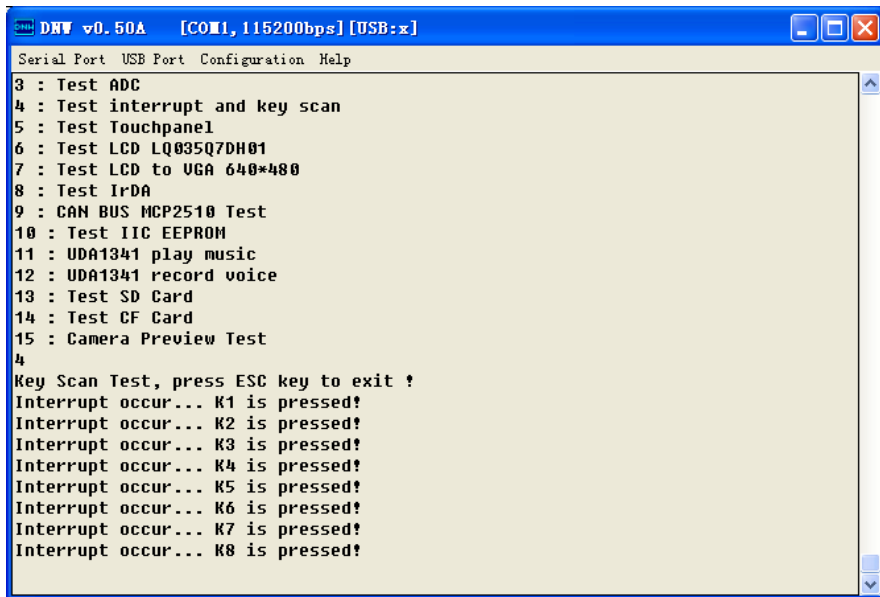 DNW v0.50A [COM1,115200bps][USB:x]
Serial Port USB Port Configuration Help
3 : Test ADC
4 : Test interrupt and key scan
5 : Test Touchpanel
6 : Test LCD LQ035Q7DH01
7 : Test LCD to VGA 640*480
8 : Test IrDA
9 : CAN BUS MCP2510 Test
10 : Test IIC EEPROM
11 : UDA1341 play music
12 : UDA1341 record voice
13 : Test SD Card
14 : Test CF Card
15 : Camera Preview Test
4
Key Scan Test, press ESC key to exit !
Interrupt occur... K1 is pressed!
Interrupt occur... K2 is pressed!
Interrupt occur... K3 is pressed!
Interrupt occur... K4 is pressed!
Interrupt occur... K5 is pressed!
Interrupt occur... K6 is pressed!
Interrupt occur... K7 is pressed!
Interrupt occur... K8 is pressed!